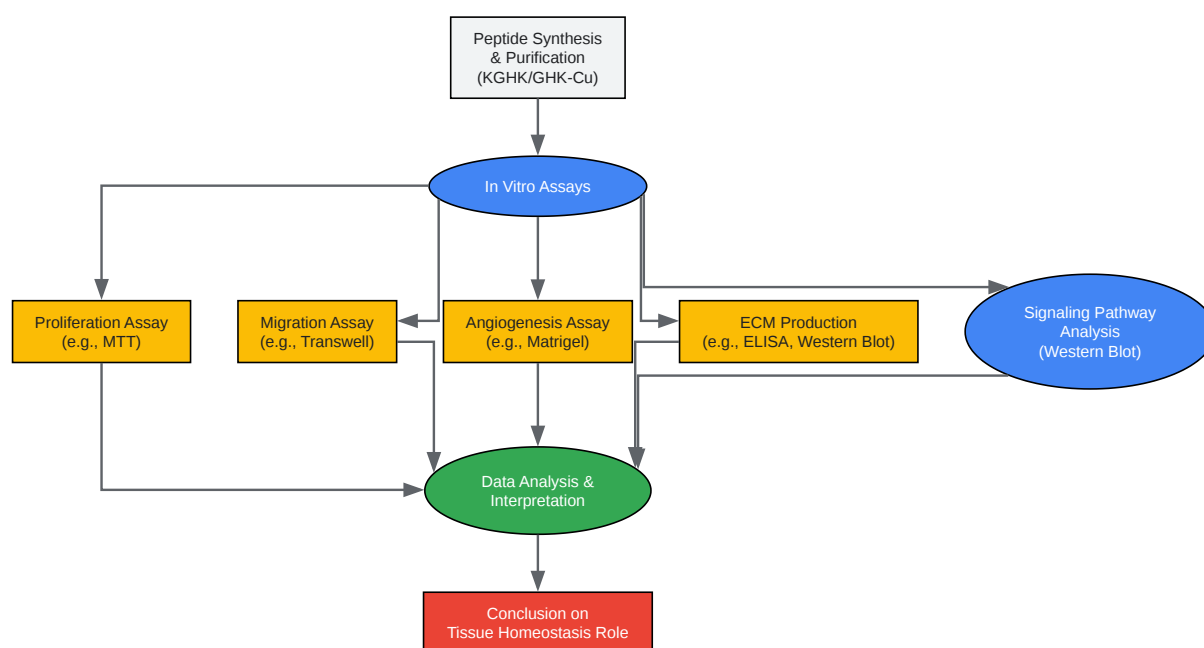 Peptide Synthesis
& Purification
(KGHK/GHK-Cu)
In Vitro Assays
Proliferation Assay
(e.g., MTT)
Migration Assay
(e.g., Transwell)
Angiogenesis Assay
(e.g., Matrigel)
ECM Production
(e.g., ELISA, Western Blot)
Signaling Pathway
Analysis
(Western Blot)
Data Analysis &
Interpretation
Conclusion on
Tissue Homeostasis Role